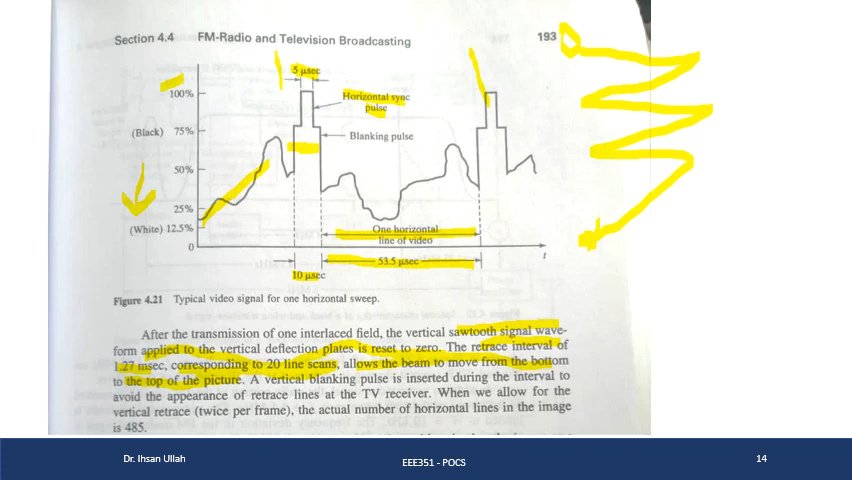 Section 4.4 FM-Radio and Television Broadcasting 193
5 μsec
100%
Horizontal sync
pulse
(Black) 75%
Blanking pulse
50%
25%
(White) 12.5%
One horizontal
line of video
0
t
53.5 μsec
10 μsec
Figure 4.21 Typical video signal for one horizontal sweep.
After the transmission of one interlaced field, the vertical sawtooth signal wave-
form applied to the vertical deflection plates is reset to zero. The retrace interval of
1.27 msec, corresponding to 20 line scans, allows the beam to move from the bottom
to the top of the picture. A vertical blanking pulse is inserted during the interval to
avoid the appearance of retrace lines at the TV receiver. When we allow for the
vertical retrace (twice per frame), the actual number of horizontal lines in the image
is 485.
Dr. Ihsan Ullah
EEE351 - POCS
14